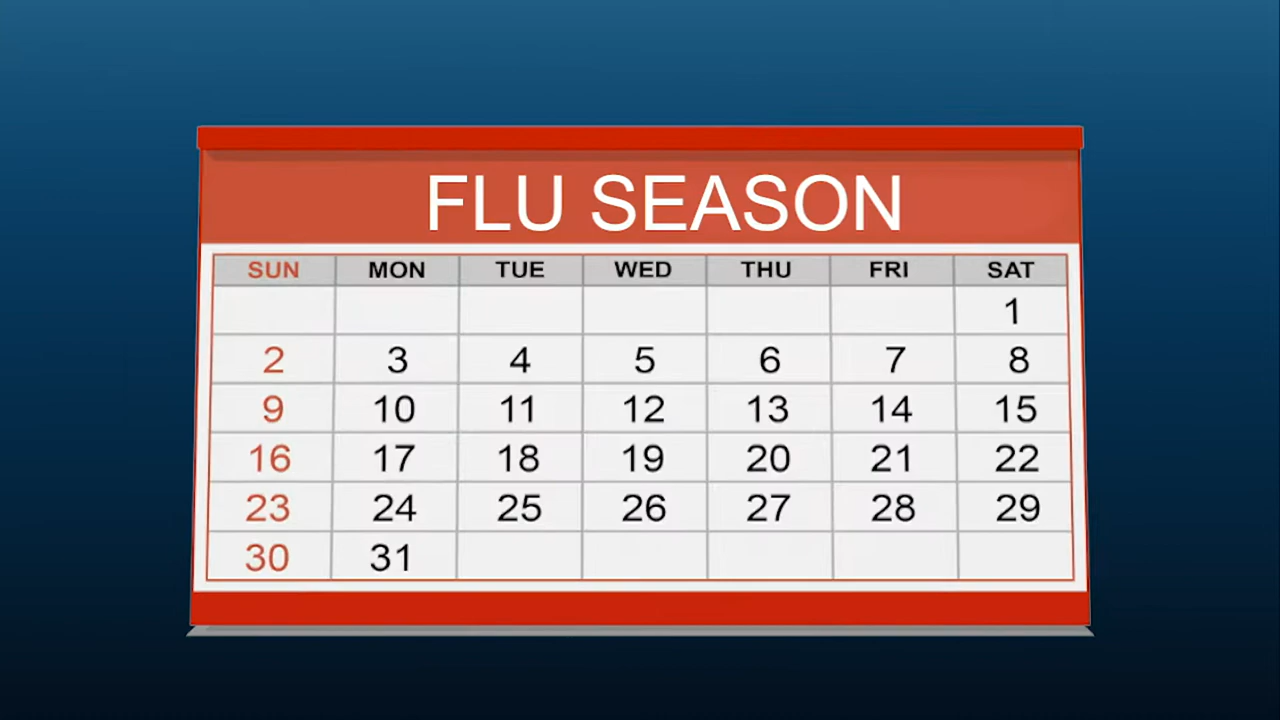 FLU SEASON
SUN MON TUE WED THU FRI SAT
1
2 3 4 5 6 7 8
9 10 11 12 13 14 15
16 17 18 19 20 21 22
23 24 25 26 27 28 29
30 31